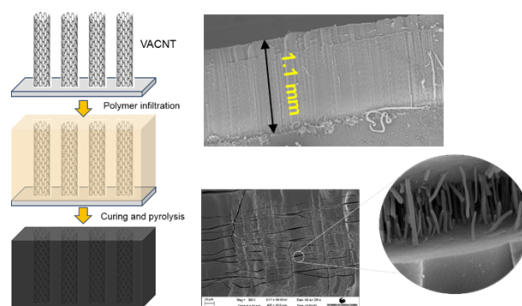 VACNT
Polymer infiltration
Curing and pyrolysis
1.1 mm